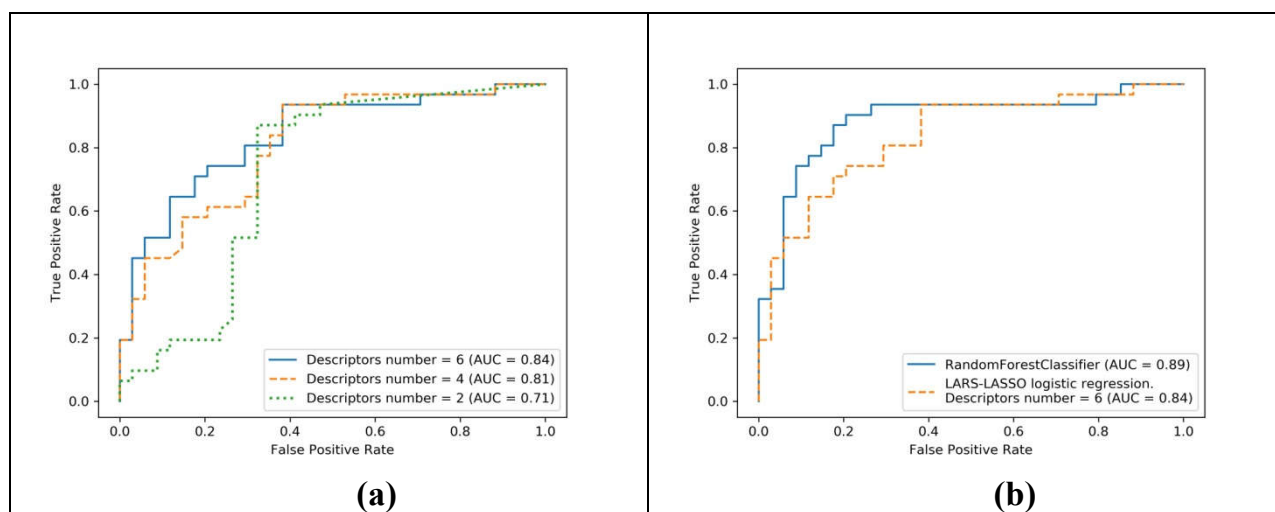 1.0
0.8
0.6
0.4
0.2
0.0
True Positive Rate
Descriptors number = 6 (AUC = 0.84)
Descriptors number = 4 (AUC = 0.81)
Descriptors number = 2 (AUC = 0.71)
0.0 0.2 0.4 0.6 0.8 1.0
False Positive Rate
(a)
1.0
0.8
0.6
0.4
0.2
0.0
True Positive Rate
RandomForestClassifier (AUC = 0.89)
LARS-LASSO logistic regression.
Descriptors number = 6 (AUC = 0.84)
0.0 0.2 0.4 0.6 0.8 1.0
False Positive Rate
(b)